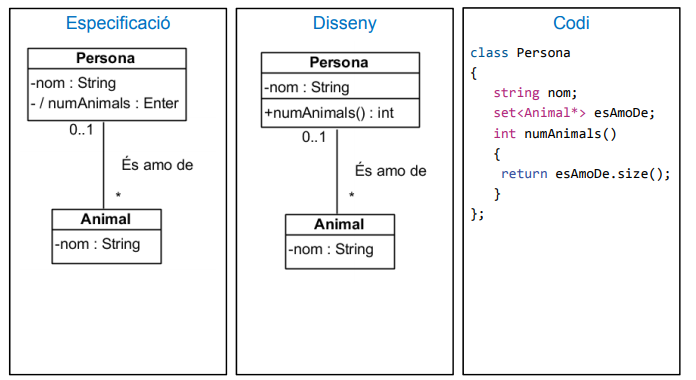 Especificació
Persona
-nom : String
- / numAnimals : Enter
0..1
És amo de
*
Animal
-nom : String
Disseny
Persona
-nom : String
+numAnimals() : int
0..1
És amo de
*
Animal
-nom : String
Codi
class Persona
{
string nom;
set<Animal*> esAmoDe;
int numAnimals()
{
return esAmoDe.size();
}
};